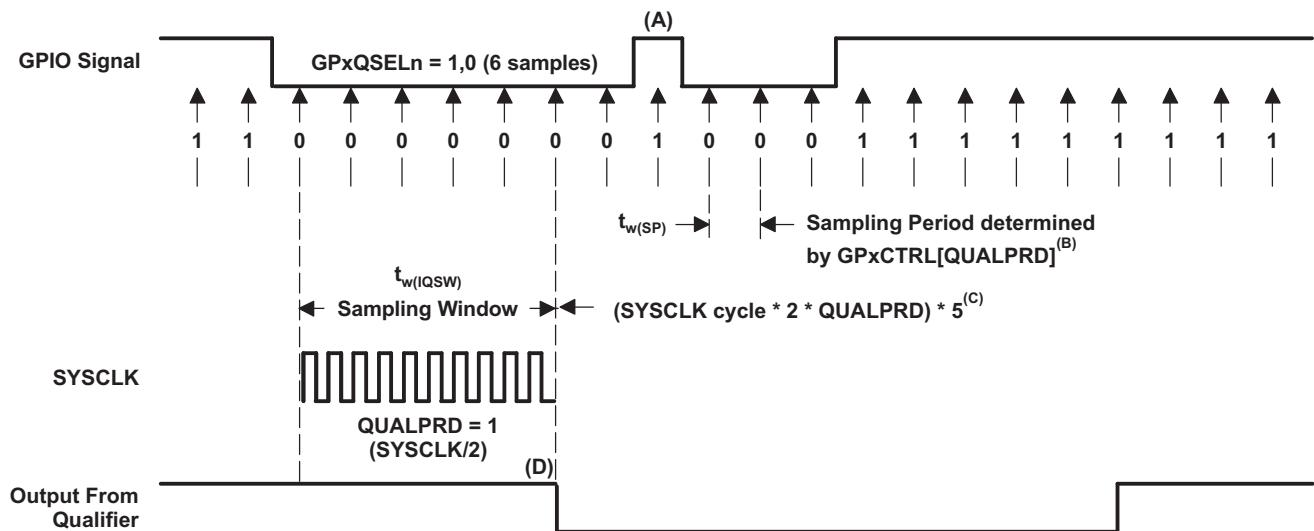 (A)
GPIO Signal
GPxQSELn = 1,0 (6 samples)
1 1 0 0 0 0 0 0 0 1 0 0 0 1 1 1 1 1 1 1 1 1
tw(SP)
Sampling Period determined
by GPxCTRL[QUALPRD](B)
tw(IQSW)
Sampling Window
(SYSCLK cycle * 2 * QUALPRD) * 5(C)
SYSCLK
QUALPRD = 1
(SYSCLK/2)
(D)
Output From
Qualifier